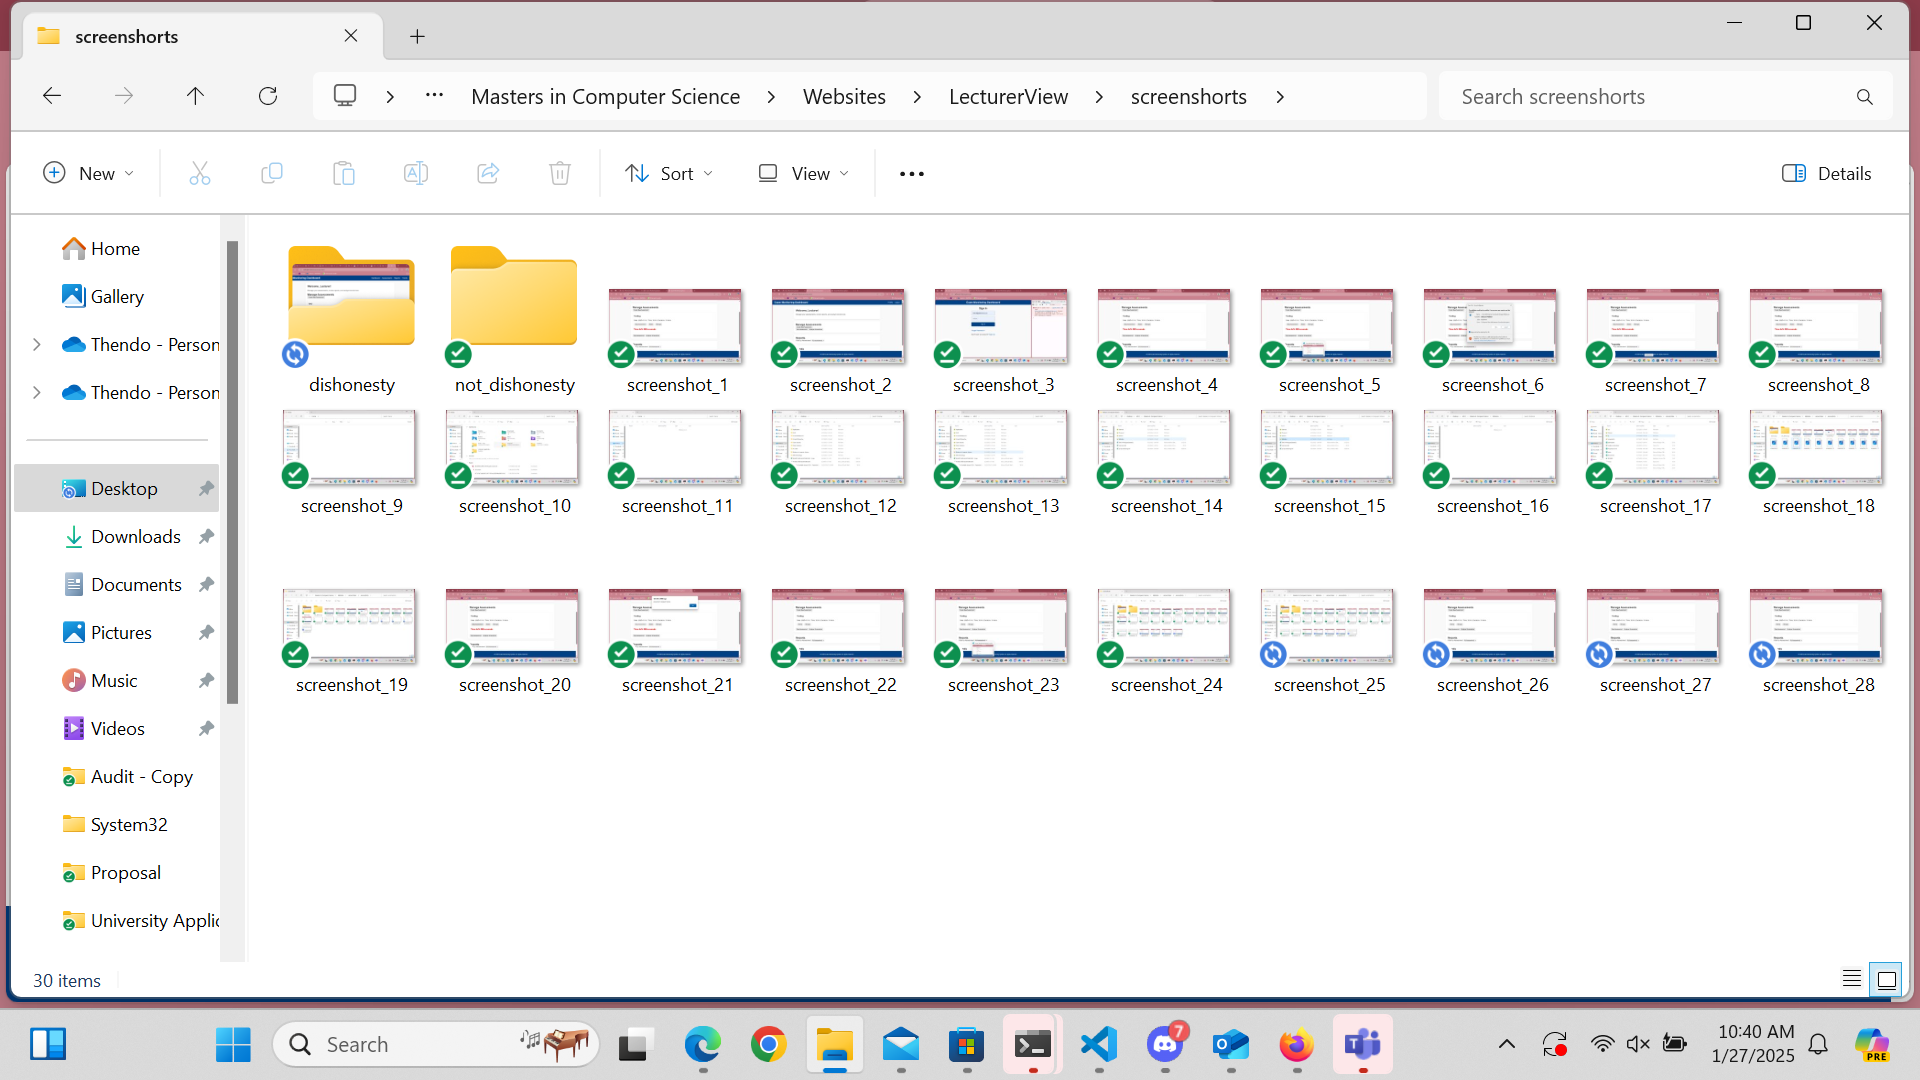 screenshorts
Masters in Computer Science
Websites
LecturerView
screenshorts
Search screenshorts
New
Sort
View
Details
Home
Gallery
Thendo - Person
Thendo - Person
Desktop
Downloads
Documents
Pictures
Music
Videos
Audit - Copy
System32
Proposal
University Applic
dishonesty
not_dishonesty
screenshot_1
screenshot_2
screenshot_3
screenshot_4
screenshot_5
screenshot_6
screenshot_7
screenshot_8
screenshot_9
screenshot_10
screenshot_11
screenshot_12
screenshot_13
screenshot_14
screenshot_15
screenshot_16
screenshot_17
screenshot_18
screenshot_19
screenshot_20
screenshot_21
screenshot_22
screenshot_23
screenshot_24
screenshot_25
screenshot_26
screenshot_27
screenshot_28
30 items
Search
7
10:40 AM
1/27/2025
PRE